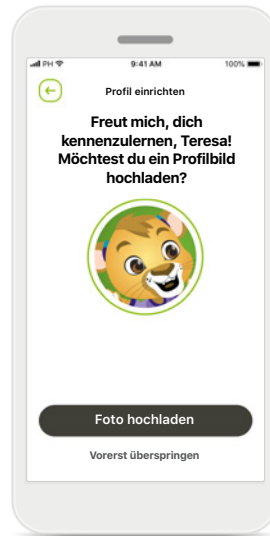 PH 9:41 AM 100%
Profil einrichten
Freut mich, dich
kennenzulernen, Teresa!
Möchtest du ein Profilbild
hochladen?
Foto hochladen
Vorerst überspringen